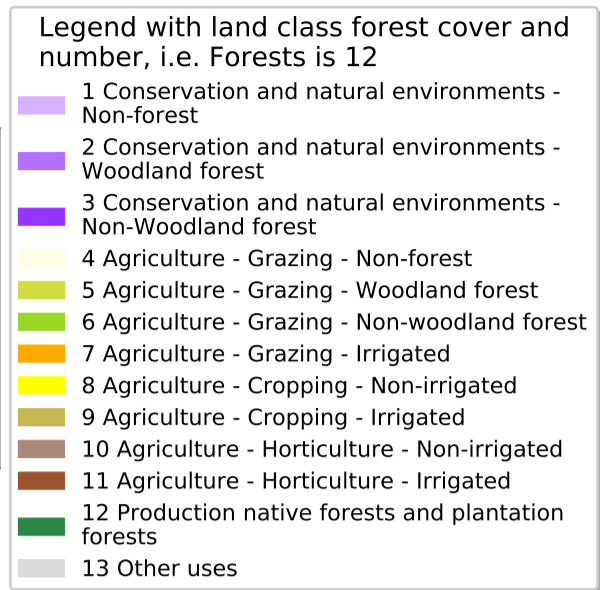 Legend with land class forest cover and
number, i.e. Forests is 12
1 Conservation and natural environments -
Non-forest
2 Conservation and natural environments -
Woodland forest
3 Conservation and natural environments -
Non-Woodland forest
4 Agriculture - Grazing - Non-forest
5 Agriculture - Grazing - Woodland forest
6 Agriculture - Grazing - Non-woodland forest
7 Agriculture - Grazing - Irrigated
8 Agriculture - Cropping - Non-irrigated
9 Agriculture - Cropping - Irrigated
10 Agriculture - Horticulture - Non-irrigated
11 Agriculture - Horticulture - Irrigated
12 Production native forests and plantation
forests
13 Other uses